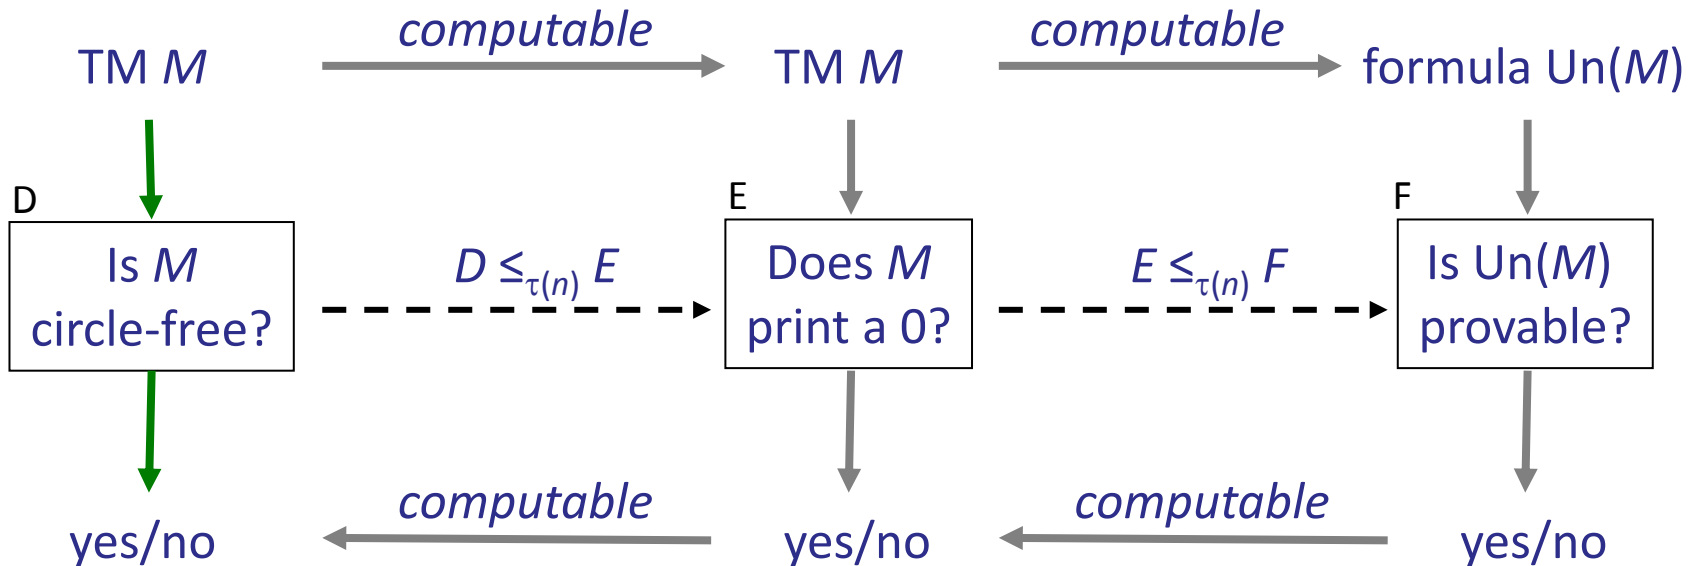 computable computable
TM M TM M formula Un(M)
D E F
Is M Does M Is Un(M)
D ≤τ(n) E E ≤τ(n) F
circle-free? print a 0? provable?
computable computable
yes/no yes/no yes/no